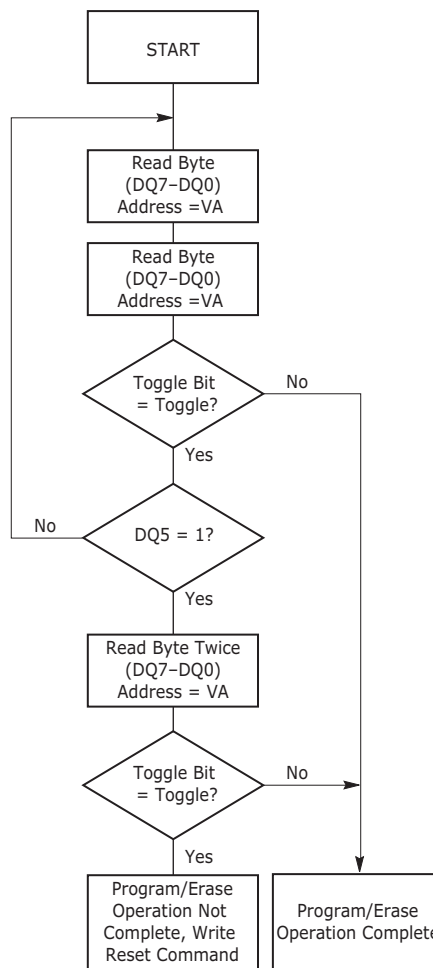 START
Read Byte
(DQ7–DQ0)
Address =VA
Read Byte
(DQ7–DQ0)
Address =VA
Toggle Bit
= Toggle?
No
Yes
DQ5 = 1?
No
Yes
Read Byte Twice
(DQ7–DQ0)
Address = VA
Toggle Bit
= Toggle?
No
Yes
Program/Erase
Operation Not
Complete, Write
Reset Command
Program/Erase
Operation Complete